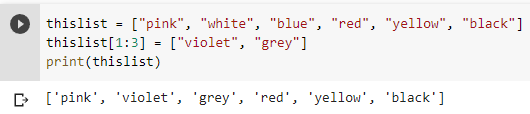 thislist = ["pink", "white", "blue", "red", "yellow", "black"]
thislist[1:3] = ["violet", "grey"]
print(thislist)
['pink', 'violet', 'grey', 'red', 'yellow', 'black']